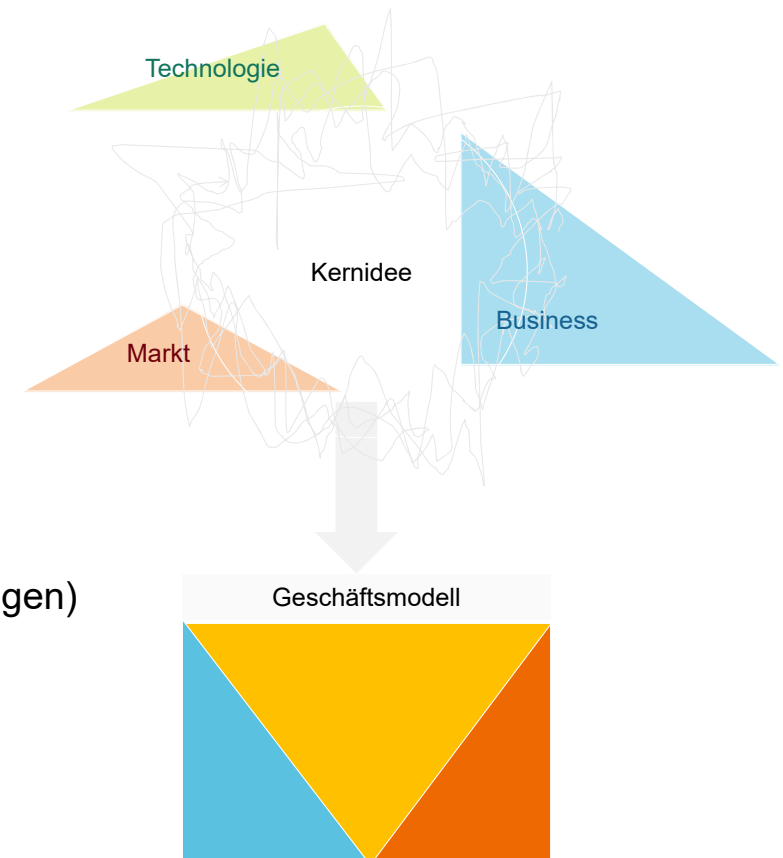 Technologie
Kernidee
Business
Markt
gen)
Geschäftsmodell